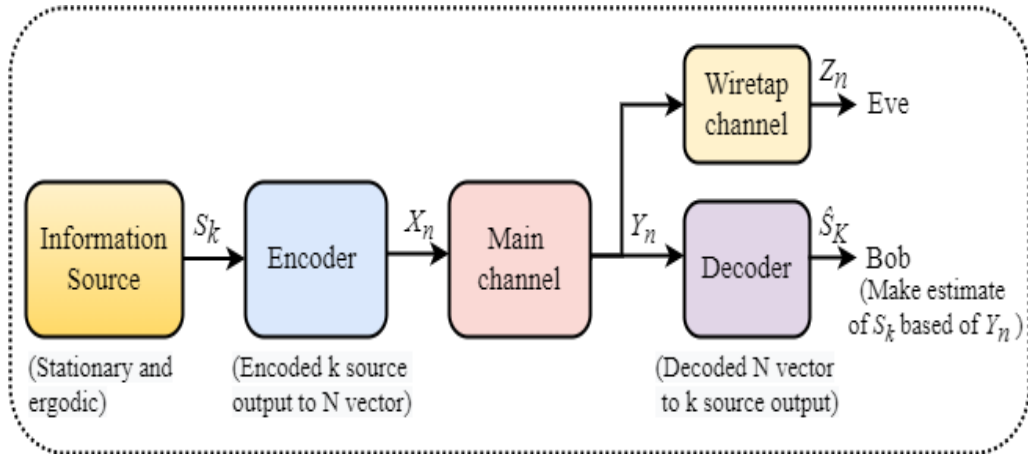 Wiretap
channel
Z_n
Eve
Information
Source
S_k
Encoder
X_n
Main
channel
Y_n
Decoder
Ŝ_K
Bob
(Make estimate
of S_k based of Y_n)
(Stationary and
ergodic)
(Encoded k source
output to N vector)
(Decoded N vector
to k source output)